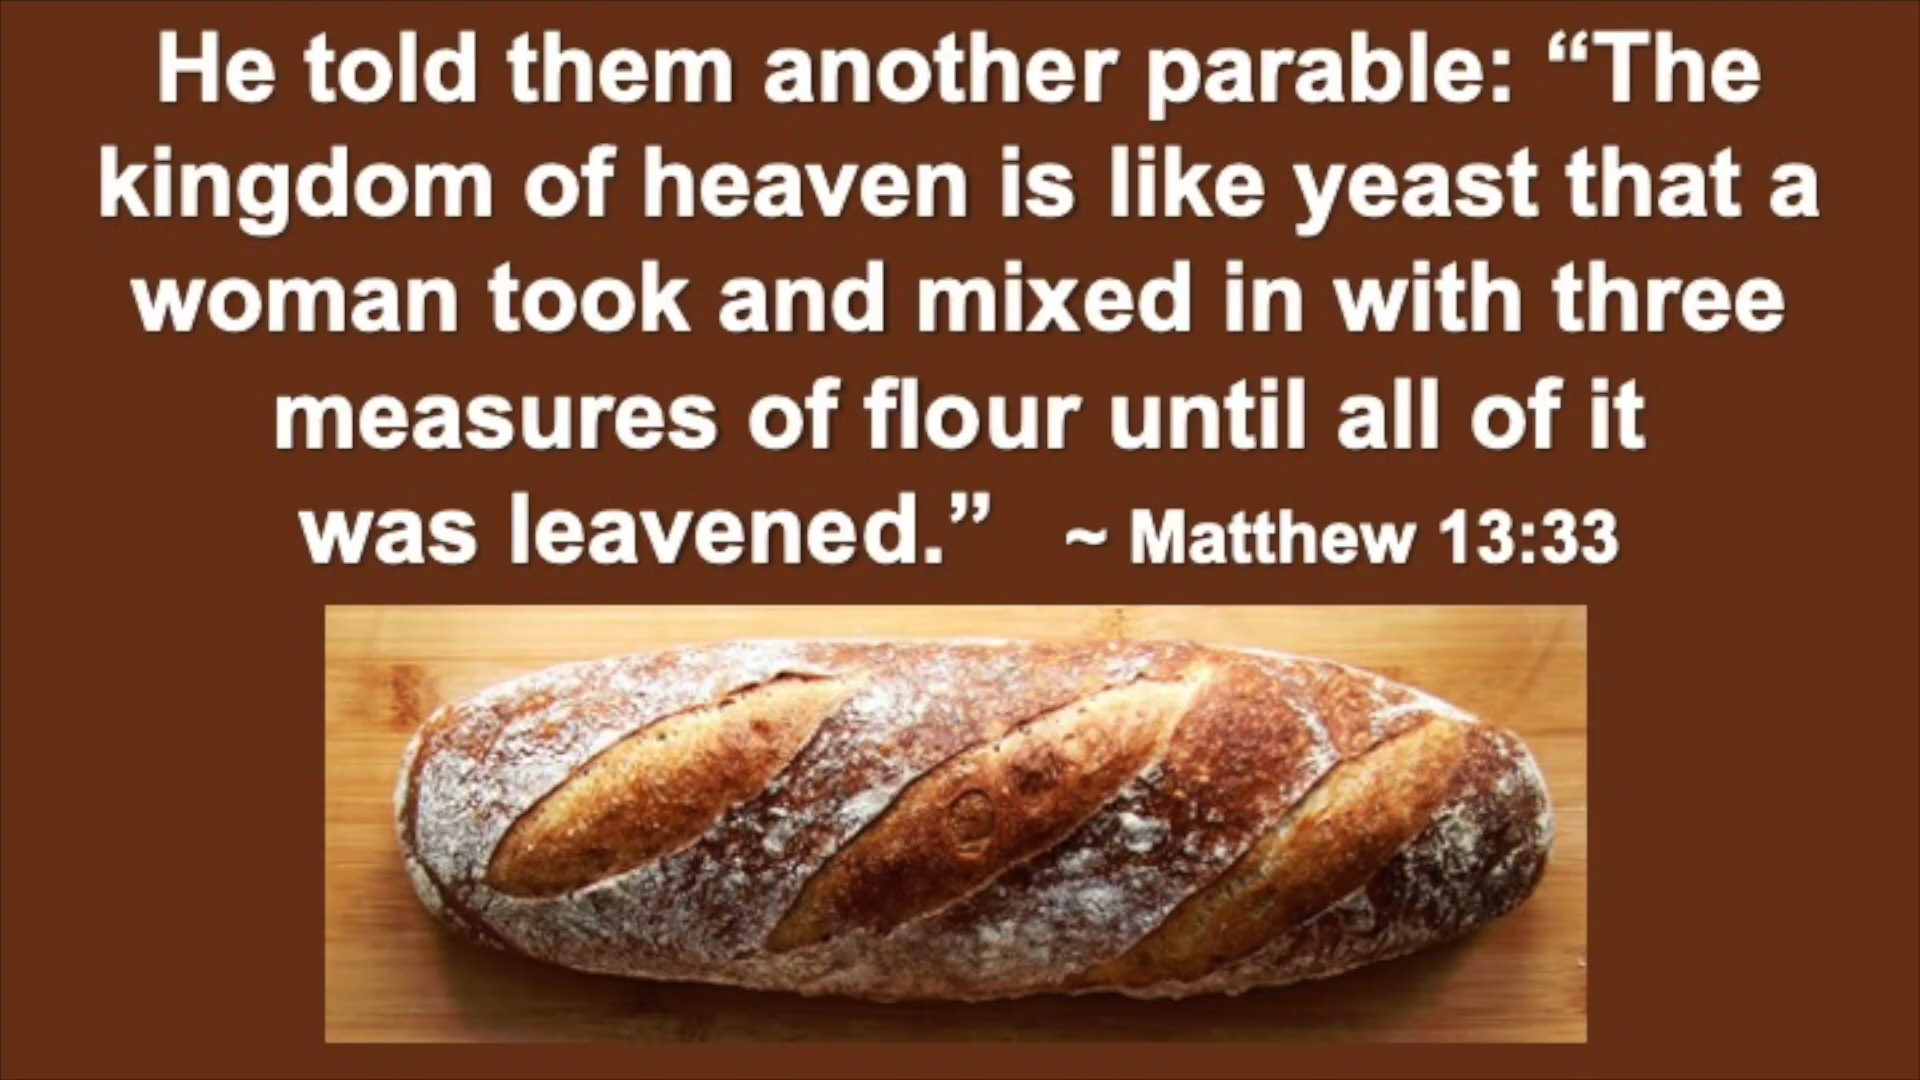 He told them another parable: “The
kingdom of heaven is like yeast that a
woman took and mixed in with three
measures of flour until all of it
was leavened.” ~ Matthew 13:33